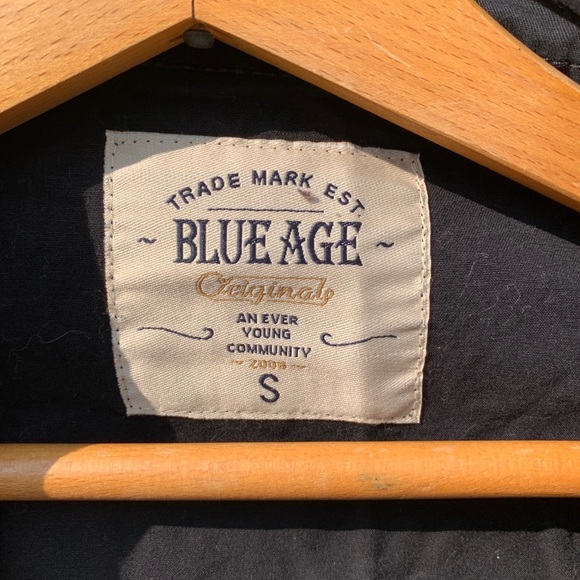 TRADE MARK EST.
~ BLUE AGE ~
Originals
AN EVER
YOUNG
COMMUNITY
~ 2008 ~
S